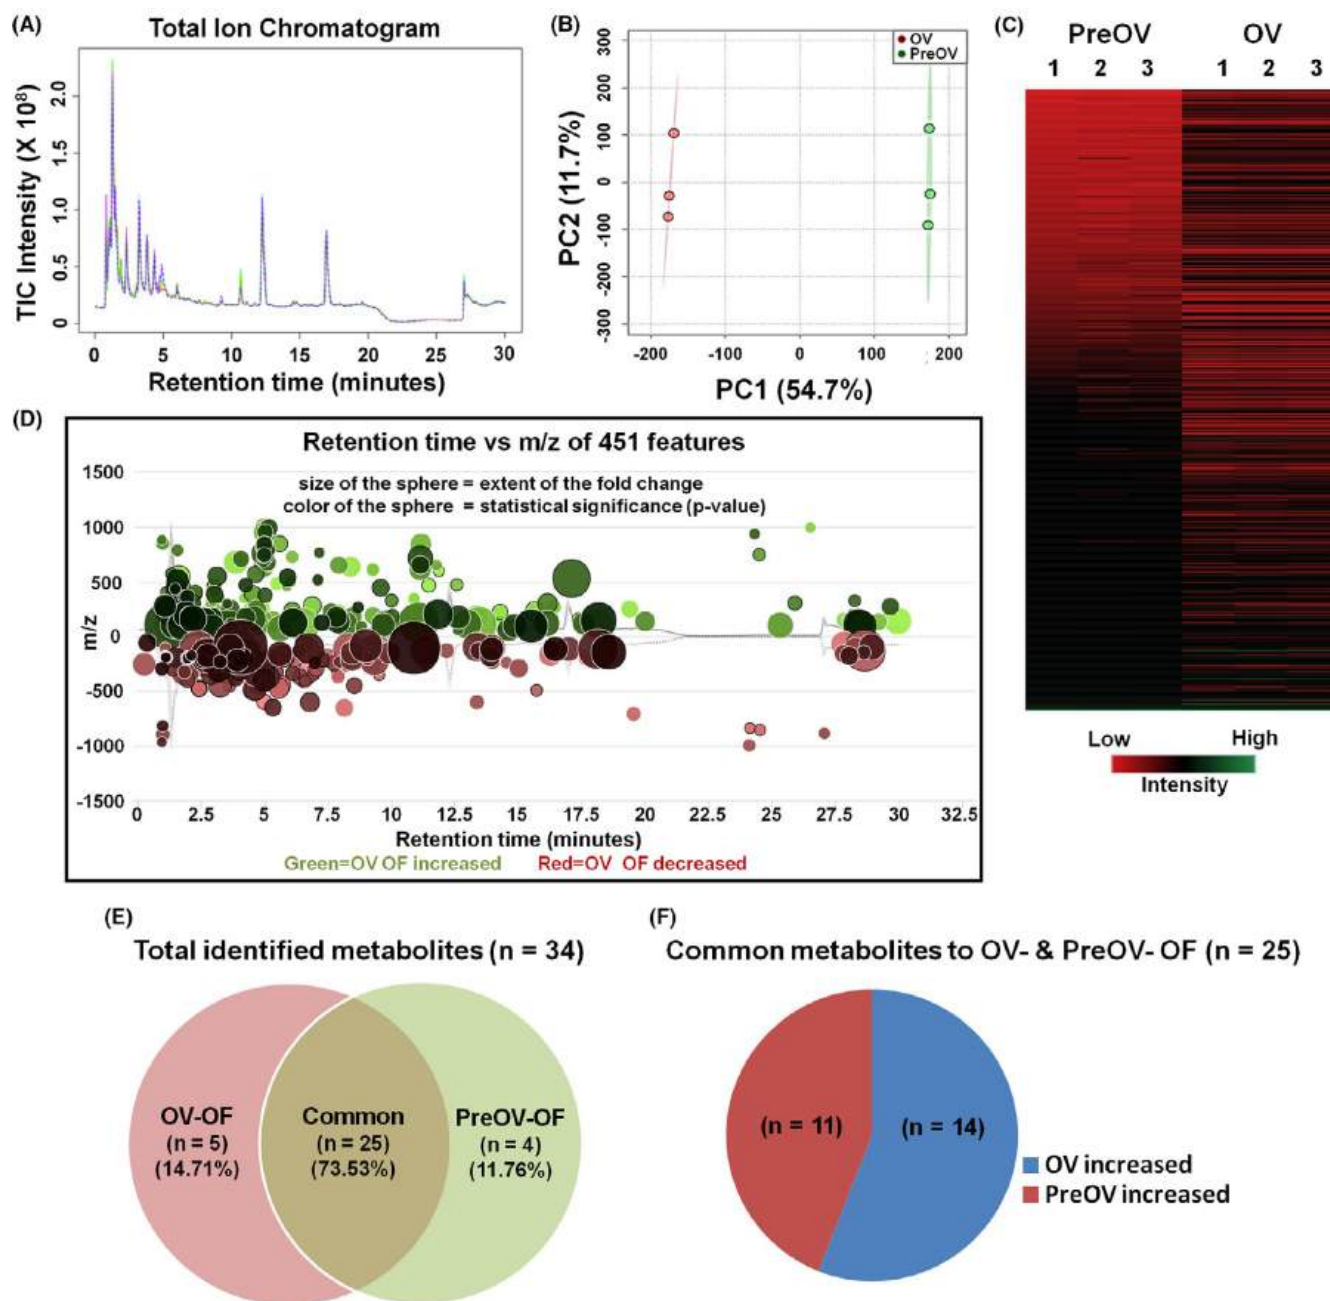 (A)
Total Ion Chromatogram
TIC Intensity (X 10⁸)
2.0
1.5
1.0
0.5
0
0 5 10 15 20 25 30
Retention time (minutes)
(B)
OV
PreOV
PC2 (11.7%)
300
200
100
0
-100
-200
-300
-200 -100 0 100 200
PC1 (54.7%)
(C)
PreOV OV
1 2 3 1 2 3
Low High
Intensity
(D)
Retention time vs m/z of 451 features
size of the sphere = extent of the fold change
color of the sphere = statistical significance (p-value)
m/z
1500
1000
500
0
-500
-1000
-1500
0 2.5 5 7.5 10 12.5 15 17.5 20 22.5 25 27.5 30 32.5
Retention time (minutes)
Green=OV OF increased Red=OV OF decreased
(E)
Total identified metabolites (n = 34)
OV-OF
(n = 5)
(14.71%)
Common
(n = 25)
(73.53%)
PreOV-OF
(n = 4)
(11.76%)
(F)
Common metabolites to OV- & PreOV- OF (n = 25)
(n = 11)
(n = 14)
OV increased
PreOV increased